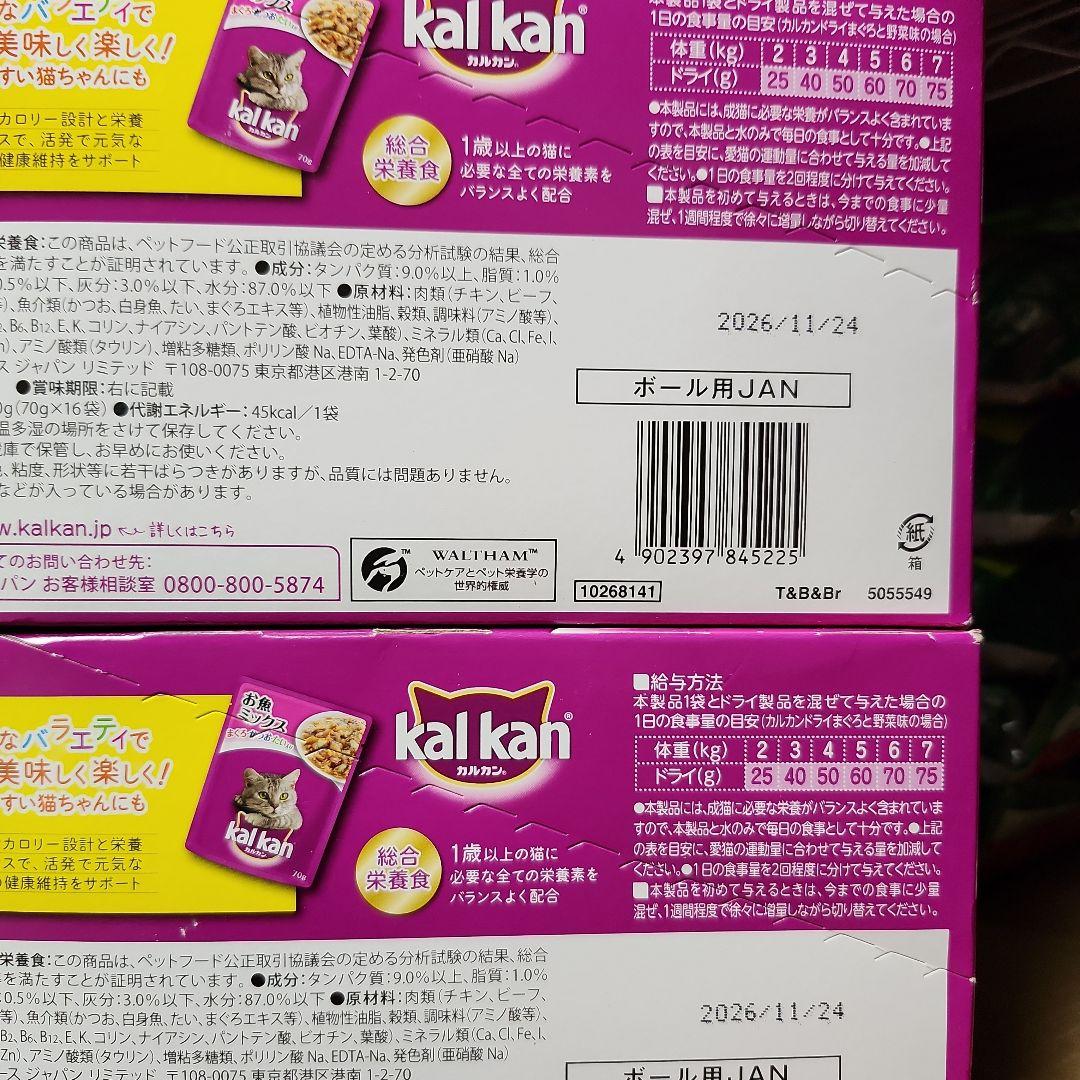 なバラエティで
美味しく楽しく!
すい猫ちゃんにも
カロリー設計と栄養
スで、活発で元気な
健康維持をサポート
まぐろかつおたい入り
kal kan
カルカン
70g
kal kan®
カルカン®
総合
栄養食
1歳以上の猫に
必要な全ての栄養素を
バランスよく配合
本製品1袋とドライ製品を混ぜて与えた場合の
1日の食事量の目安(カルカンドライまぐろと野菜味の場合)
体重(kg) 2 3 4 5 6 7
ドライ(g) 25 40 50 60 70 75
●本製品には、成猫に必要な栄養がバランスよく含まれていま
すので、本製品と水のみで毎日の食事として十分です。●上記
の表を目安に、愛猫の運動量に合わせて与える量を加減して
ください。●1日の食事量を2回程度に分けて与えてください。
■本製品を初めて与えるときは、今までの食事に少量
混ぜ、1週間程度で徐々に増量しながら切り替えてください。
栄養食:この商品は、ペットフード公正取引協議会の定める分析試験の結果、総合
を満たすことが証明されています。●成分:タンパク質:9.0%以上、脂質:1.0%
0.5%以下、灰分:3.0%以下、水分:87.0%以下 ●原材料:肉類(チキン、ビーフ、
等)、魚介類(かつお、白身魚、たい、まぐろエキス等)、植物性油脂、穀類、調味料(アミノ酸等)、
B6、B12、E、K、コリン、ナイアシン、パントテン酸、ビオチン、葉酸)、ミネラル類(Ca、Cl、Fe、I、
Zn)、アミノ酸類(タウリン)、増粘多糖類、ポリリン酸Na、EDTA-Na、発色剤(亜硝酸Na)
ース ジャパン リミテッド 〒108-0075 東京都港区港南 1-2-70
●賞味期限:右に記載
0g(70g×16袋) ●代謝エネルギー:45kcal/1袋
温多湿の場所をさけて保存してください。
蔵庫で保管し、お早めにお使いください。
、粘度、形状等に若干ばらつきがありますが、品質には問題ありません。
などが入っている場合があります。
w.kalkan.jp 詳しくはこちら
てのお問い合わせ先:
パン お客様相談室 0800-800-5874
WALTHAM™
ペットケアとペット栄養学の
世界的権威
2026/11/24
ボール用JAN
4 902397 845225
紙
箱
10268141
T&B&Br 5055549
なバラエティで
美味しく楽しく!
すい猫ちゃんにも
カロリー設計と栄養
スで、活発で元気な
健康維持をサポート
お魚
ミックス
まぐろかつおたい入り
kal kan
カルカン
70g
kal kan®
カルカン®
総合
栄養食
1歳以上の猫に
必要な全ての栄養素を
バランスよく配合
■給与方法
本製品1袋とドライ製品を混ぜて与えた場合の
1日の食事量の目安(カルカンドライまぐろと野菜味の場合)
体重(kg) 2 3 4 5 6 7
ドライ(g) 25 40 50 60 70 75
●本製品には、成猫に必要な栄養がバランスよく含まれていま
すので、本製品と水のみで毎日の食事として十分です。●上記
の表を目安に、愛猫の運動量に合わせて与える量を加減して
ください。●1日の食事量を2回程度に分けて与えてください。
■本製品を初めて与えるときは、今までの食事に少量
混ぜ、1週間程度で徐々に増量しながら切り替えてください。
栄養食:この商品は、ペットフード公正取引協議会の定める分析試験の結果、総合
を満たすことが証明されています。●成分:タンパク質:9.0%以上、脂質:1.0%
:0.5%以下、灰分:3.0%以下、水分:87.0%以下 ●原材料:肉類(チキン、ビーフ、
等)、魚介類(かつお、白身魚、たい、まぐろエキス等)、植物性油脂、穀類、調味料(アミノ酸等)、
B2、B6、B12、E、K、コリン、ナイアシン、パントテン酸、ビオチン、葉酸)、ミネラル類(Ca、Cl、Fe、I、
Zn)、アミノ酸類(タウリン)、増粘多糖類、ポリリン酸Na、EDTA-Na、発色剤(亜硝酸Na)
ース ジャパン リミテッド 〒108-0075 東京都港区港南 1-2-70
2026/11/24
ボール用JAN